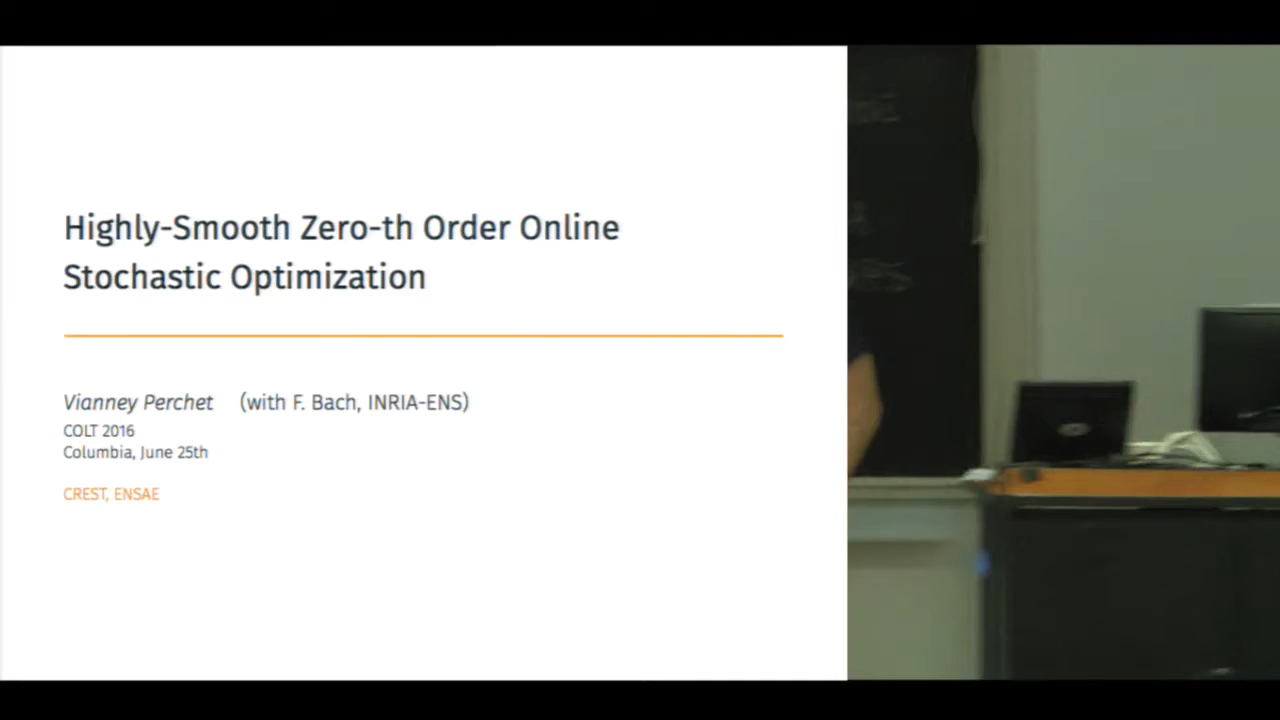 Highly-Smooth Zero-th Order Online
Stochastic Optimization
Vianney Perchet (with F. Bach, INRIA-ENS)
COLT 2016
Columbia, June 25th
CREST, ENSAE